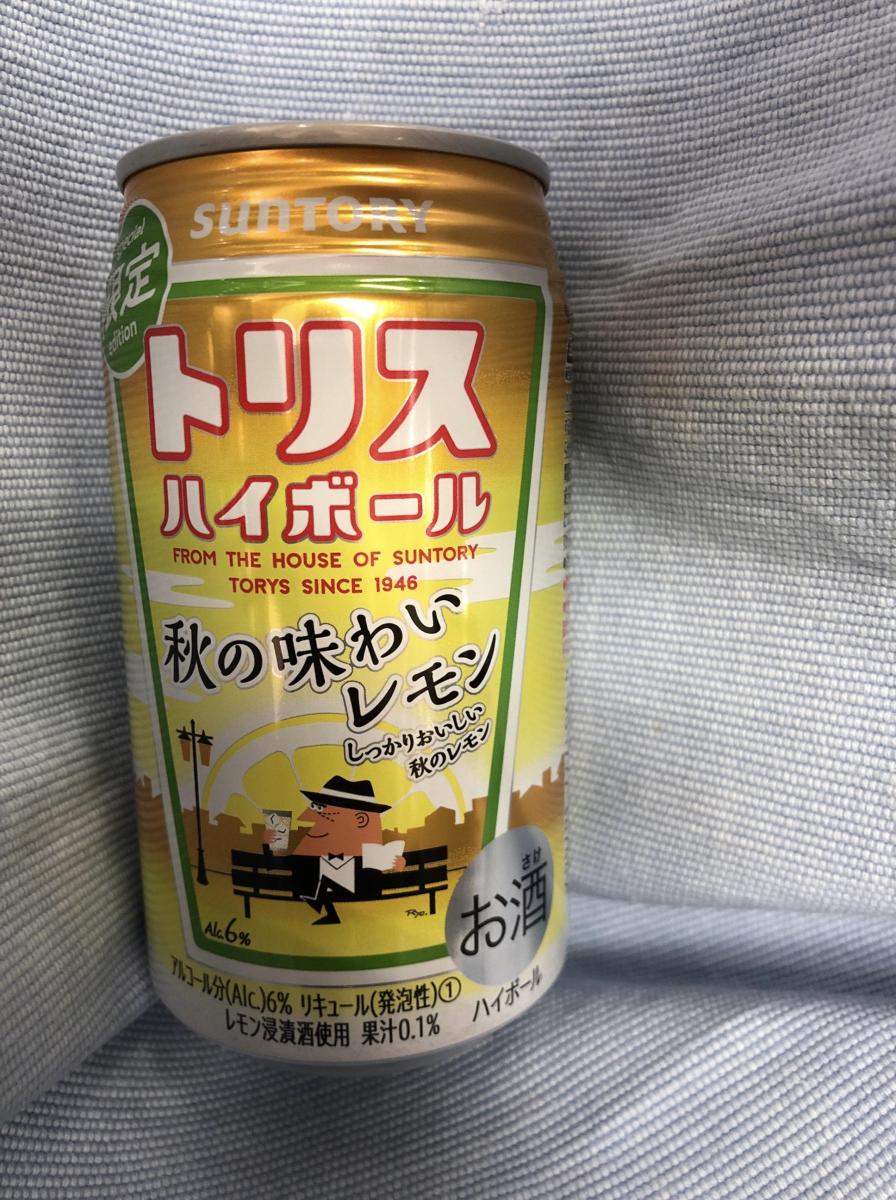 SUNTORY
Special
限定
edition
トリス
ハイボール
FROM THE HOUSE OF SUNTORY
TORYS SINCE 1946
秋の味わい
レモン
しっかりおいしい
秋のレモン
Ryo.
Alc.6%
さけ
お酒
アルコール分(Alc.)6% リキュール(発泡性)①
ハイボール
レモン浸漬酒使用 果汁0.1%